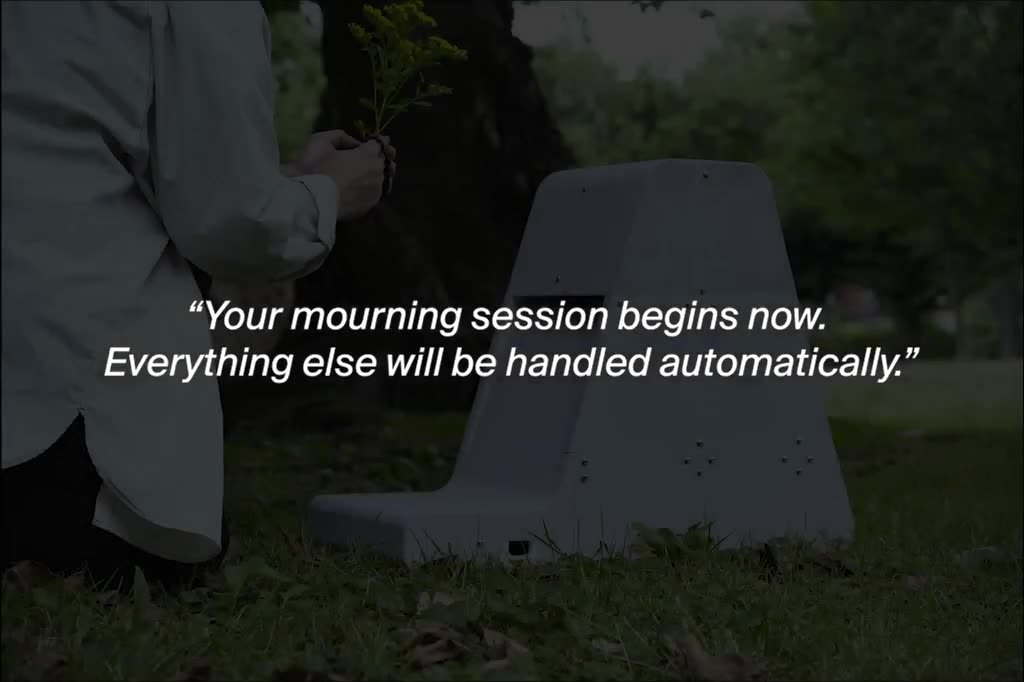 “Your mourning session begins now.
Everything else will be handled automatically.”